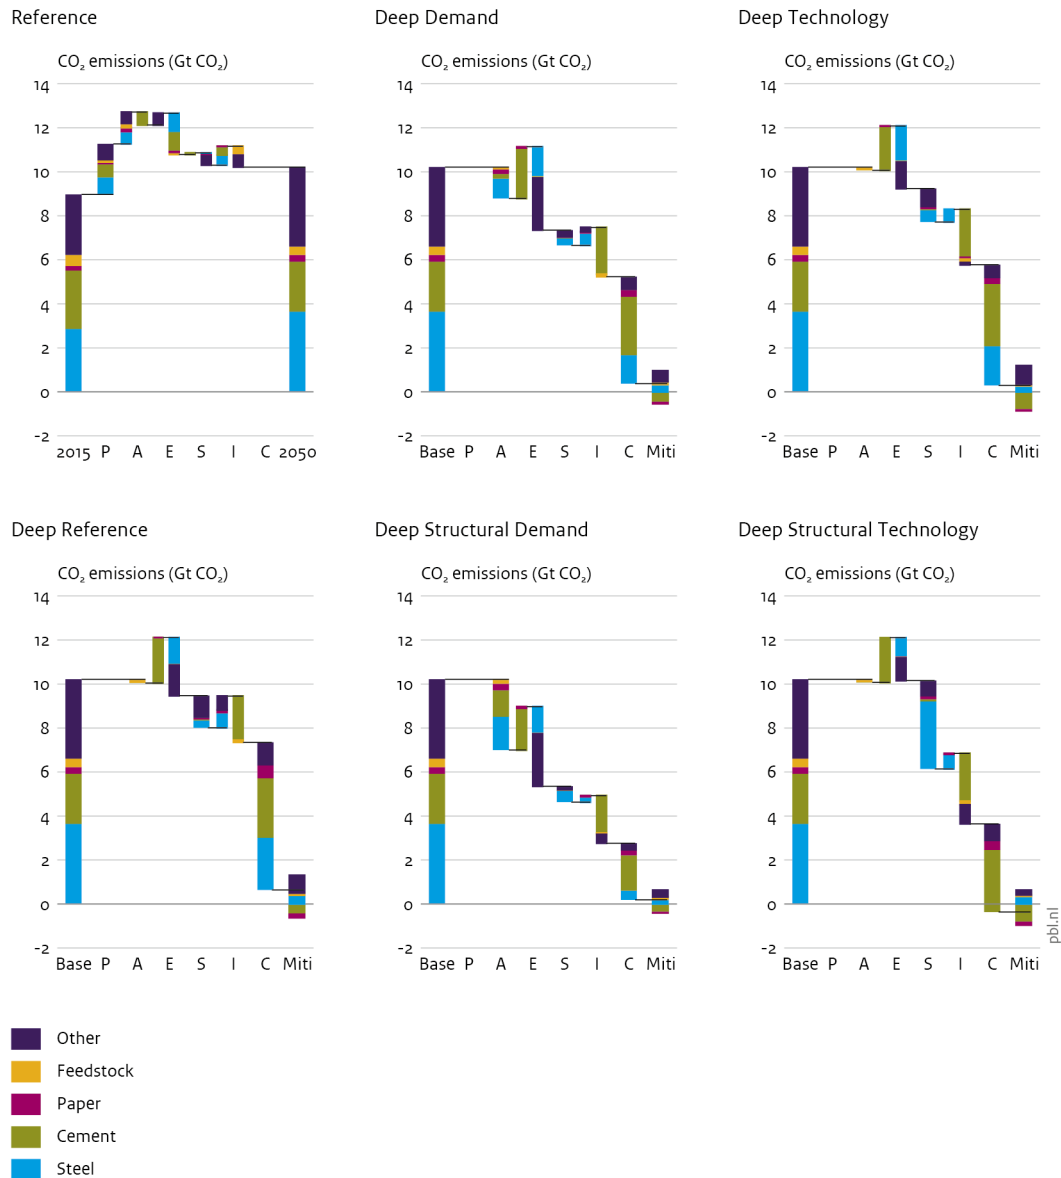 Reference
CO₂ emissions (Gt CO₂)
14
12
10
8
6
4
2
0
-2
2015 P A E S I C 2050
Deep Demand
CO₂ emissions (Gt CO₂)
14
12
10
8
6
4
2
0
-2
Base P A E S I C Miti
Deep Technology
CO₂ emissions (Gt CO₂)
14
12
10
8
6
4
2
0
-2
Base P A E S I C Miti
Deep Reference
CO₂ emissions (Gt CO₂)
14
12
10
8
6
4
2
0
-2
Base P A E S I C Miti
Deep Structural Demand
CO₂ emissions (Gt CO₂)
14
12
10
8
6
4
2
0
-2
Base P A E S I C Miti
Deep Structural Technology
CO₂ emissions (Gt CO₂)
14
12
10
8
6
4
2
0
-2
Base P A E S I C Miti
pbl.nl
Other
Feedstock
Paper
Cement
Steel